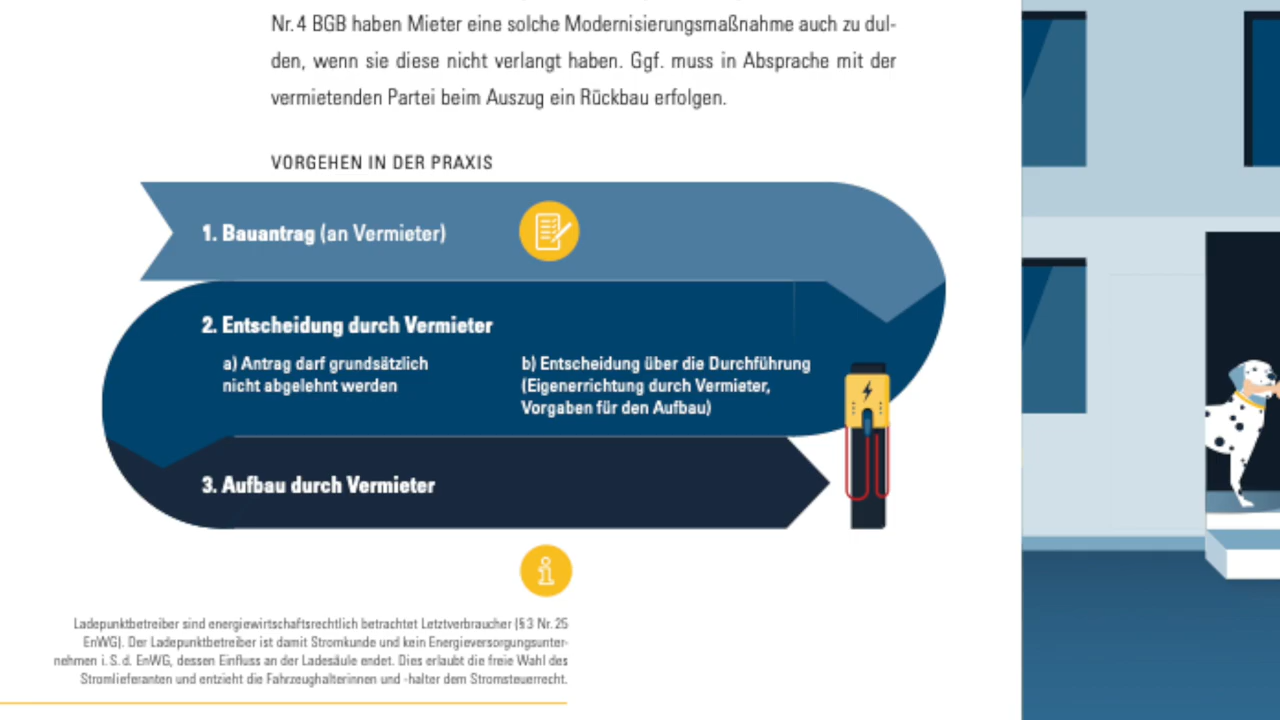 Nr. 4 BGB haben Mieter eine solche Modernisierungsmaßnahme auch zu dul-
den, wenn sie diese nicht verlangt haben. Ggf. muss in Absprache mit der
vermietenden Partei beim Auszug ein Rückbau erfolgen.
VORGEHEN IN DER PRAXIS
1. Bauantrag (an Vermieter)
2. Entscheidung durch Vermieter
a) Antrag darf grundsätzlich
nicht abgelehnt werden
b) Entscheidung über die Durchführung
(Eigenerrichtung durch Vermieter,
Vorgaben für den Aufbau)
3. Aufbau durch Vermieter
Ladepunktbetreiber sind energiewirtschaftsrechtlich betrachtet Letztverbraucher (§ 3 Nr. 25
EnWG). Der Ladepunktbetreiber ist damit Stromkunde und kein Energieversorgungsunter-
nehmen i. S. d. EnWG, dessen Einfluss an der Ladesäule endet. Dies erlaubt die freie Wahl des
Stromlieferanten und entzieht die Fahrzeughalterinnen und -halter dem Stromsteuerrecht.